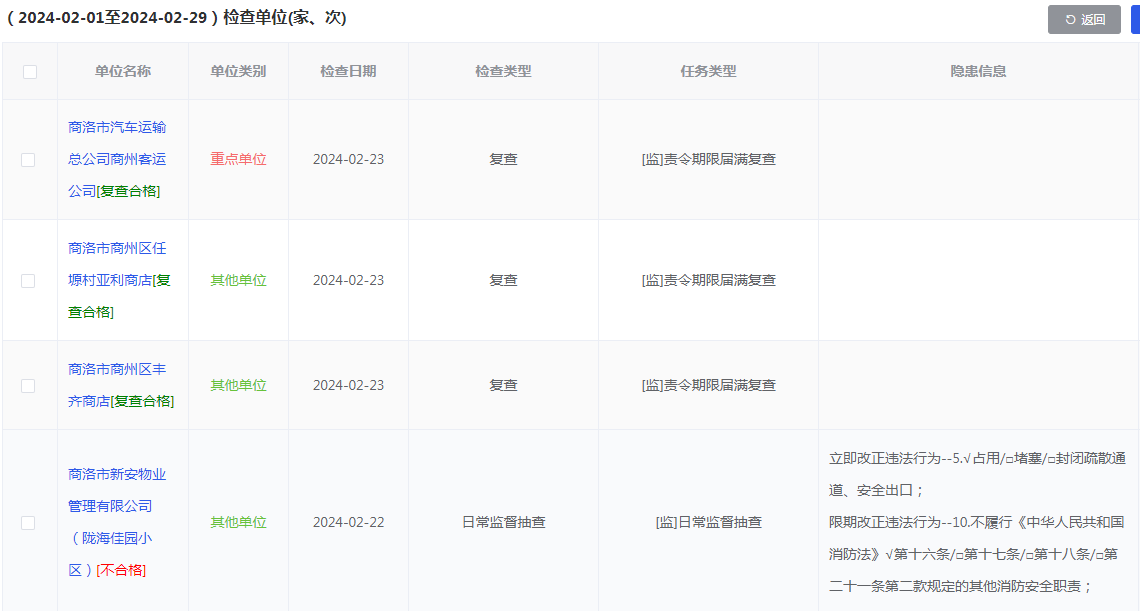 （2024-02-01至2024-02-29）检查单位(家、次)
返回
单位名称 单位类别 检查日期 检查类型 任务类型 隐患信息
商洛市汽车运输
总公司商州客运
公司[复查合格]
重点单位
2024-02-23
复查
[监]责令期限届满复查
商洛市商州区任
塬村亚利商店[复
查合格]
其他单位
2024-02-23
复查
[监]责令期限届满复查
商洛市商州区丰
齐商店[复查合格]
其他单位
2024-02-23
复查
[监]责令期限届满复查
商洛市新安物业
管理有限公司
（陇海佳园小
区）[不合格]
其他单位
2024-02-22
日常监督抽查
[监]日常监督抽查
立即改正违法行为--5.√占用/□堵塞/□封闭疏散通
道、安全出口；
限期改正违法行为--10.不履行《中华人民共和国
消防法》√第十六条/□第十七条/□第十八条/□第
二十一条第二款规定的其他消防安全职责；